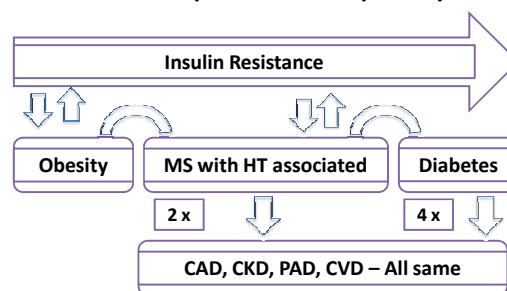 Insulin Resistance
Obesity
MS with HT associated
Diabetes
2 x
4 x
CAD, CKD, PAD, CVD – All same